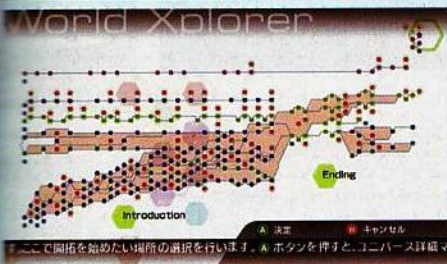 World Xplorer
Ending
Introduction
A 決定 B キャンセル
ここで開拓を始めたい場所の選択を行います。A ボタンを押すと、ユニバース詳細マ